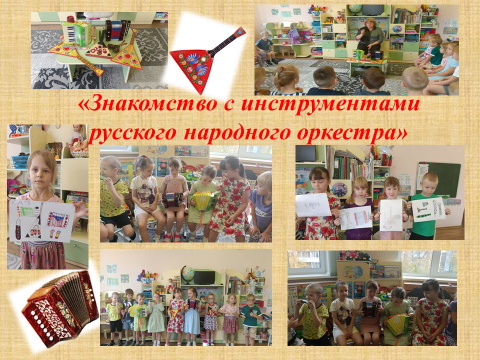 «Знакомство с инструментами
русского народного оркестра»